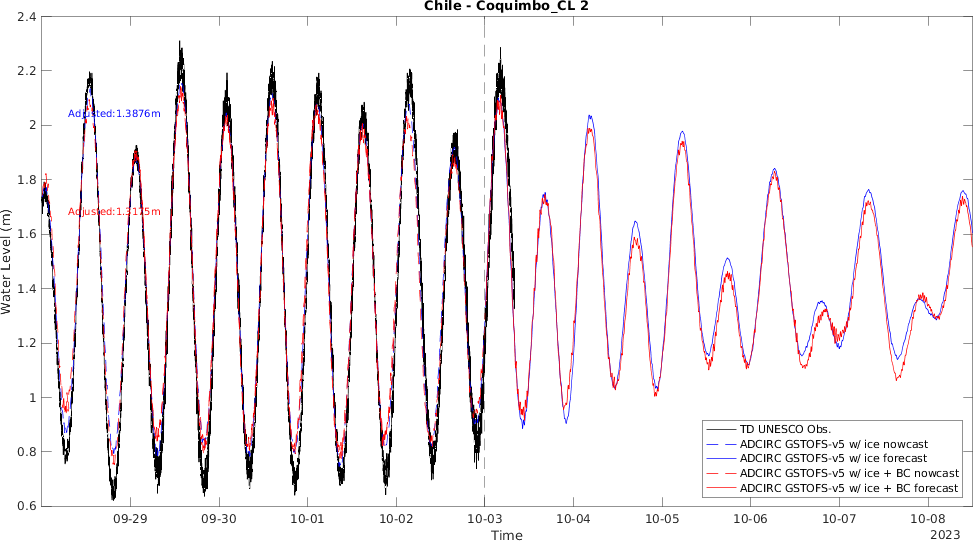 Chile - Coquimbo_CL 2
Water Level (m)
2.4
2.2
2
1.8
1.6
1.4
1.2
1
0.8
0.6
Adjusted:1.3876m
Adjusted:1.3175m
TD UNESCO Obs.
ADCIRC GSTOFS-v5 w/ ice nowcast
ADCIRC GSTOFS-v5 w/ ice forecast
ADCIRC GSTOFS-v5 w/ ice + BC nowcast
ADCIRC GSTOFS-v5 w/ ice + BC forecast
09-29 09-30 10-01 10-02 10-03 10-04 10-05 10-06 10-07 10-08
Time
2023